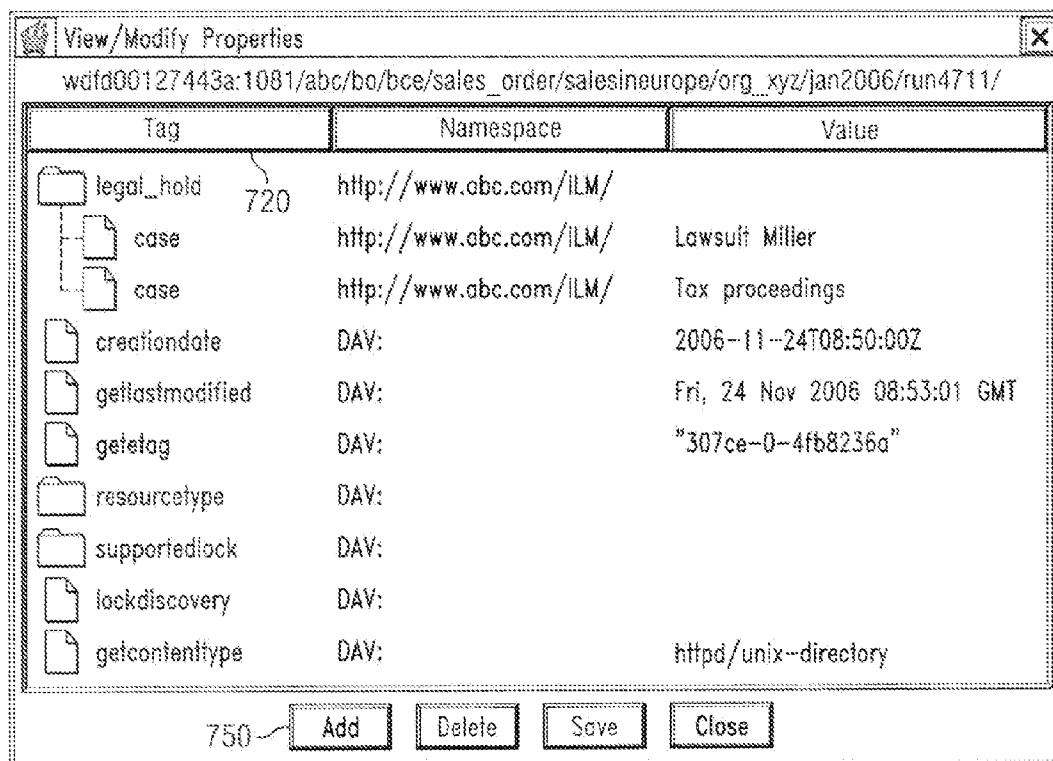 View/Modify Properties
wdfd00127443a:1081/abc/bo/bce/sales_order/salesineurope/org_xyz/jan2006/run4711/
Tag Namespace Value
legal_hold http://www.abc.com/ILM/
720
case http://www.abc.com/ILM/ Lawsuit Miller
case http://www.abc.com/ILM/ Tax proceedings
creationdate DAV: 2006-11-24T08:50:00Z
getlastmodified DAV: Fri, 24 Nov 2006 08:53:01 GMT
getetag DAV: "307ce-0-4fb8236a"
resourcetype DAV:
supportedlock DAV:
lockdiscovery DAV:
getcontenttype DAV: httpd/unix-directory
750 Add Delete Save Close